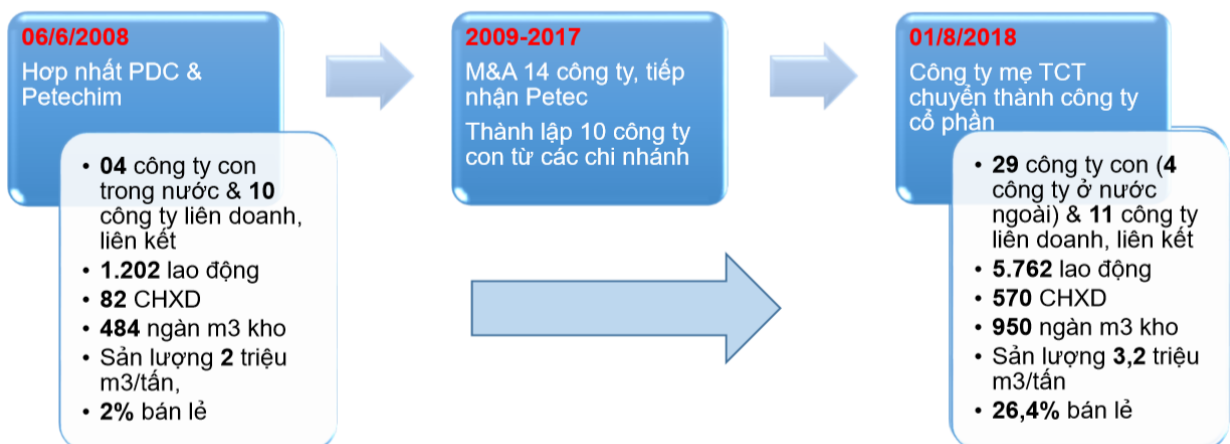 06/6/2008
Hơp nhất PDC &
Petechim
• 04 công ty con
trong nước & 10
công ty liên doanh,
liên kết
• 1.202 lao động
• 82 CHXD
• 484 ngàn m3 kho
• Sản lượng 2 triệu
m3/tấn,
• 2% bán lẻ
2009-2017
M&A 14 công ty, tiếp
nhận Petec
Thành lập 10 công ty
con từ các chi nhánh
01/8/2018
Công ty mẹ TCT
chuyển thành công ty
cổ phần
• 29 công ty con (4
công ty ở nước
ngoài) & 11 công ty
liên doanh, liên kết
• 5.762 lao động
• 570 CHXD
• 950 ngàn m3 kho
• Sản lượng 3,2 triệu
m3/tấn
• 26,4% bán lẻ